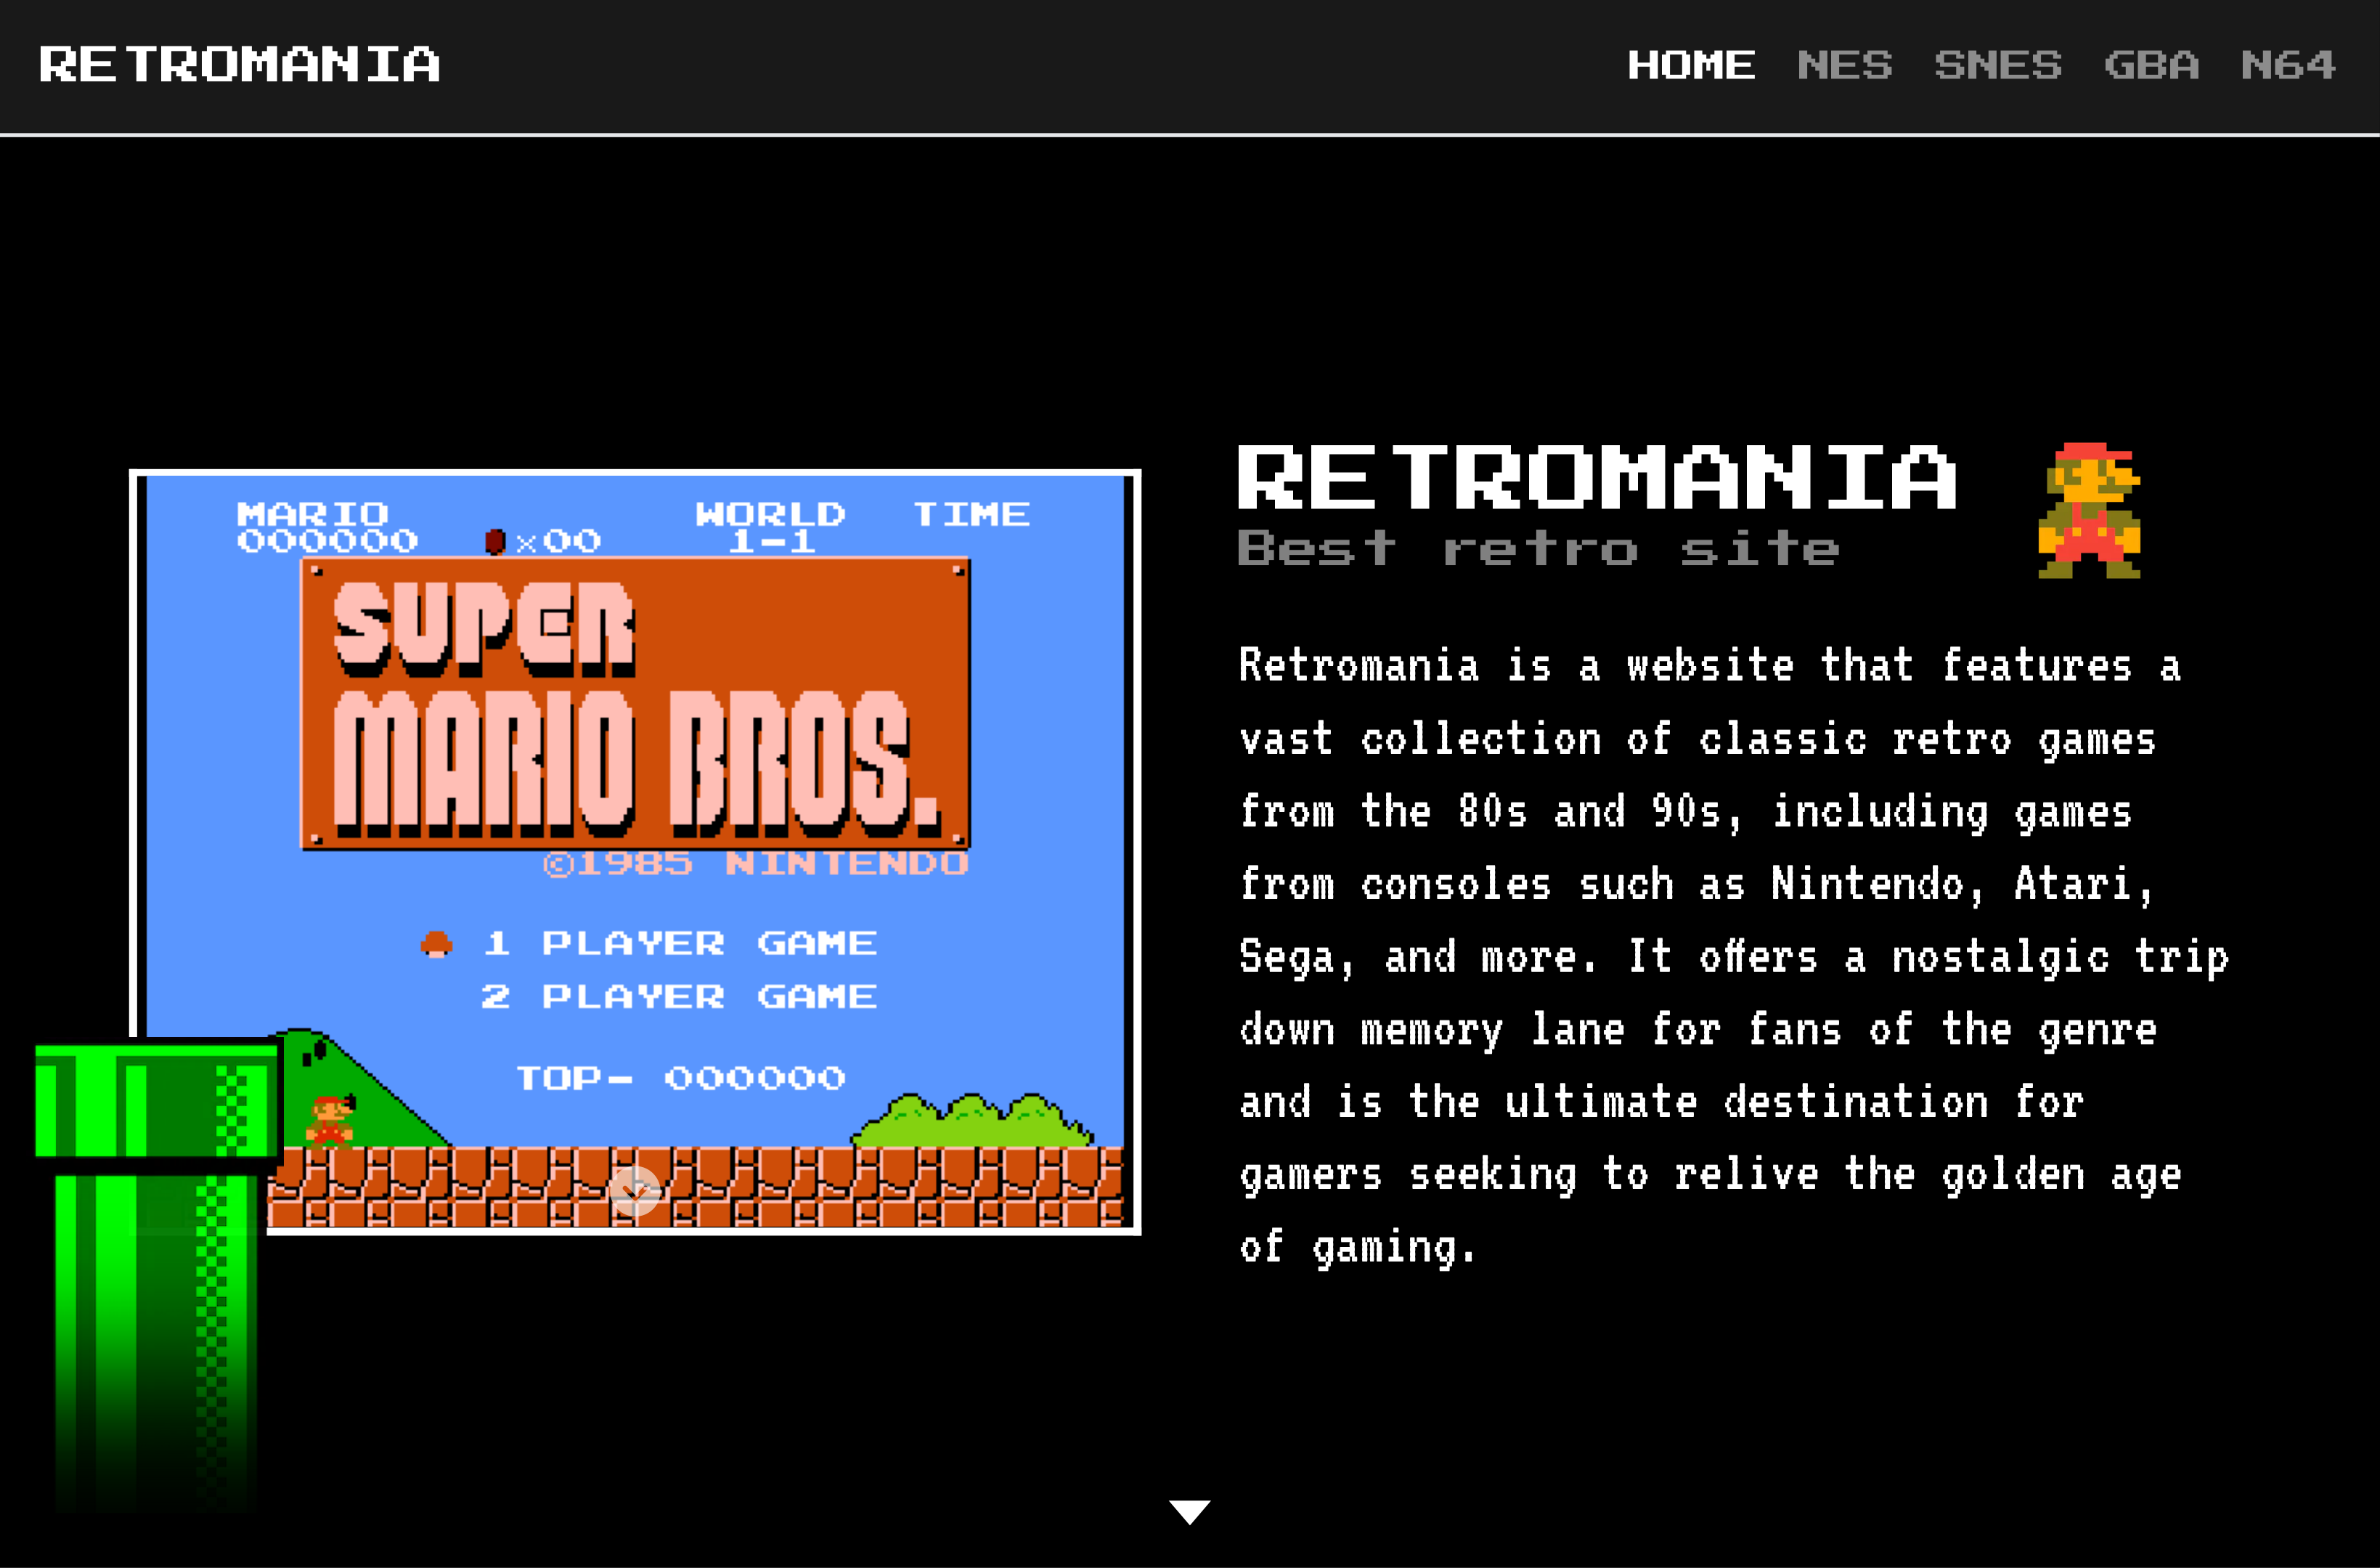 RETROMANIA
HOME NES SNES GBA N64
MARIO WORLD TIME
000000 x00 1-1
SUPER
MARIO BROS.
©1985 NINTENDO
1 PLAYER GAME
2 PLAYER GAME
TOP- 000000
RETROMANIA
Best retro site
Retromania is a website that features a
vast collection of classic retro games
from the 80s and 90s, including games
from consoles such as Nintendo, Atari,
Sega, and more. It offers a nostalgic trip
down memory lane for fans of the genre
and is the ultimate destination for
gamers seeking to relive the golden age
of gaming.